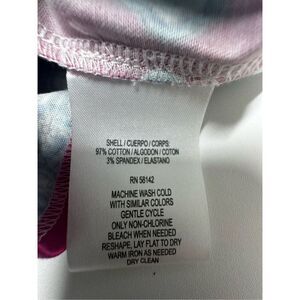 SHELL / CUERPO / CORPS:
97% COTTON / ALGODON / COTON
3% SPANDEX / ELASTANO
RN 58142
MACHINE WASH COLD
WITH SIMILAR COLORS
GENTLE CYCLE
ONLY NON-CHLORINE
BLEACH WHEN NEEDED
RESHAPE, LAY FLAT TO DRY
WARM IRON AS NEEDED
DRY CLEAN